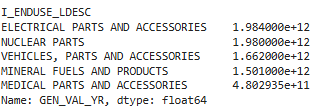 I_ENDUSE_LDESC
ELECTRICAL PARTS AND ACCESSORIES    1.984000e+12
NUCLEAR PARTS                       1.980000e+12
VEHICLES, PARTS AND ACCESSORIES     1.662000e+12
MINERAL FUELS AND PRODUCTS          1.501000e+12
MEDICAL PARTS AND ACCESSORIES       4.802935e+11
Name: GEN_VAL_YR, dtype: float64